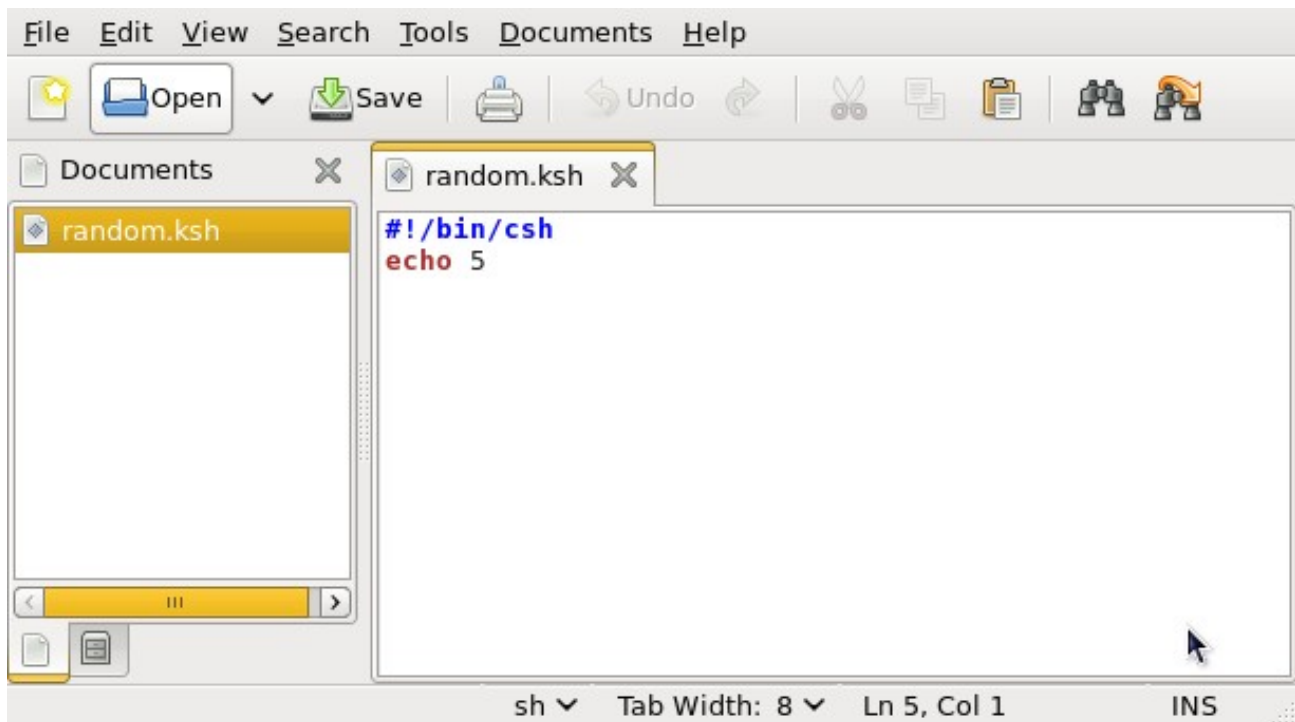 File Edit View Search Tools Documents Help
Open Save Undo
Documents
random.ksh
random.ksh
#!/bin/csh
echo 5
sh Tab Width: 8 Ln 5, Col 1 INS